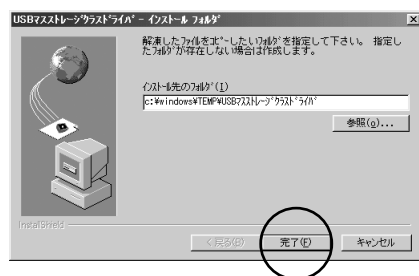 USBﾏｽｽﾄﾚｰｼﾞｸﾗｽﾄﾞﾗｲﾊﾞ - ｲﾝｽﾄｰﾙ ﾌｫﾙﾀﾞ
解凍したﾌｧｲﾙをｺﾋﾟｰしたいﾌｫﾙﾀﾞを指定して下さい。 指定し
たﾌｫﾙﾀﾞが存在しない場合は作成します。
ｲﾝｽﾄｰﾙ先のﾌｫﾙﾀﾞ(I)
c:¥windows¥TEMP¥USBﾏｽｽﾄﾚｰｼﾞｸﾗｽﾄﾞﾗｲﾊﾞ
参照(o)...
InstallShield
< 戻る(B)
完了(F)
キャンセル